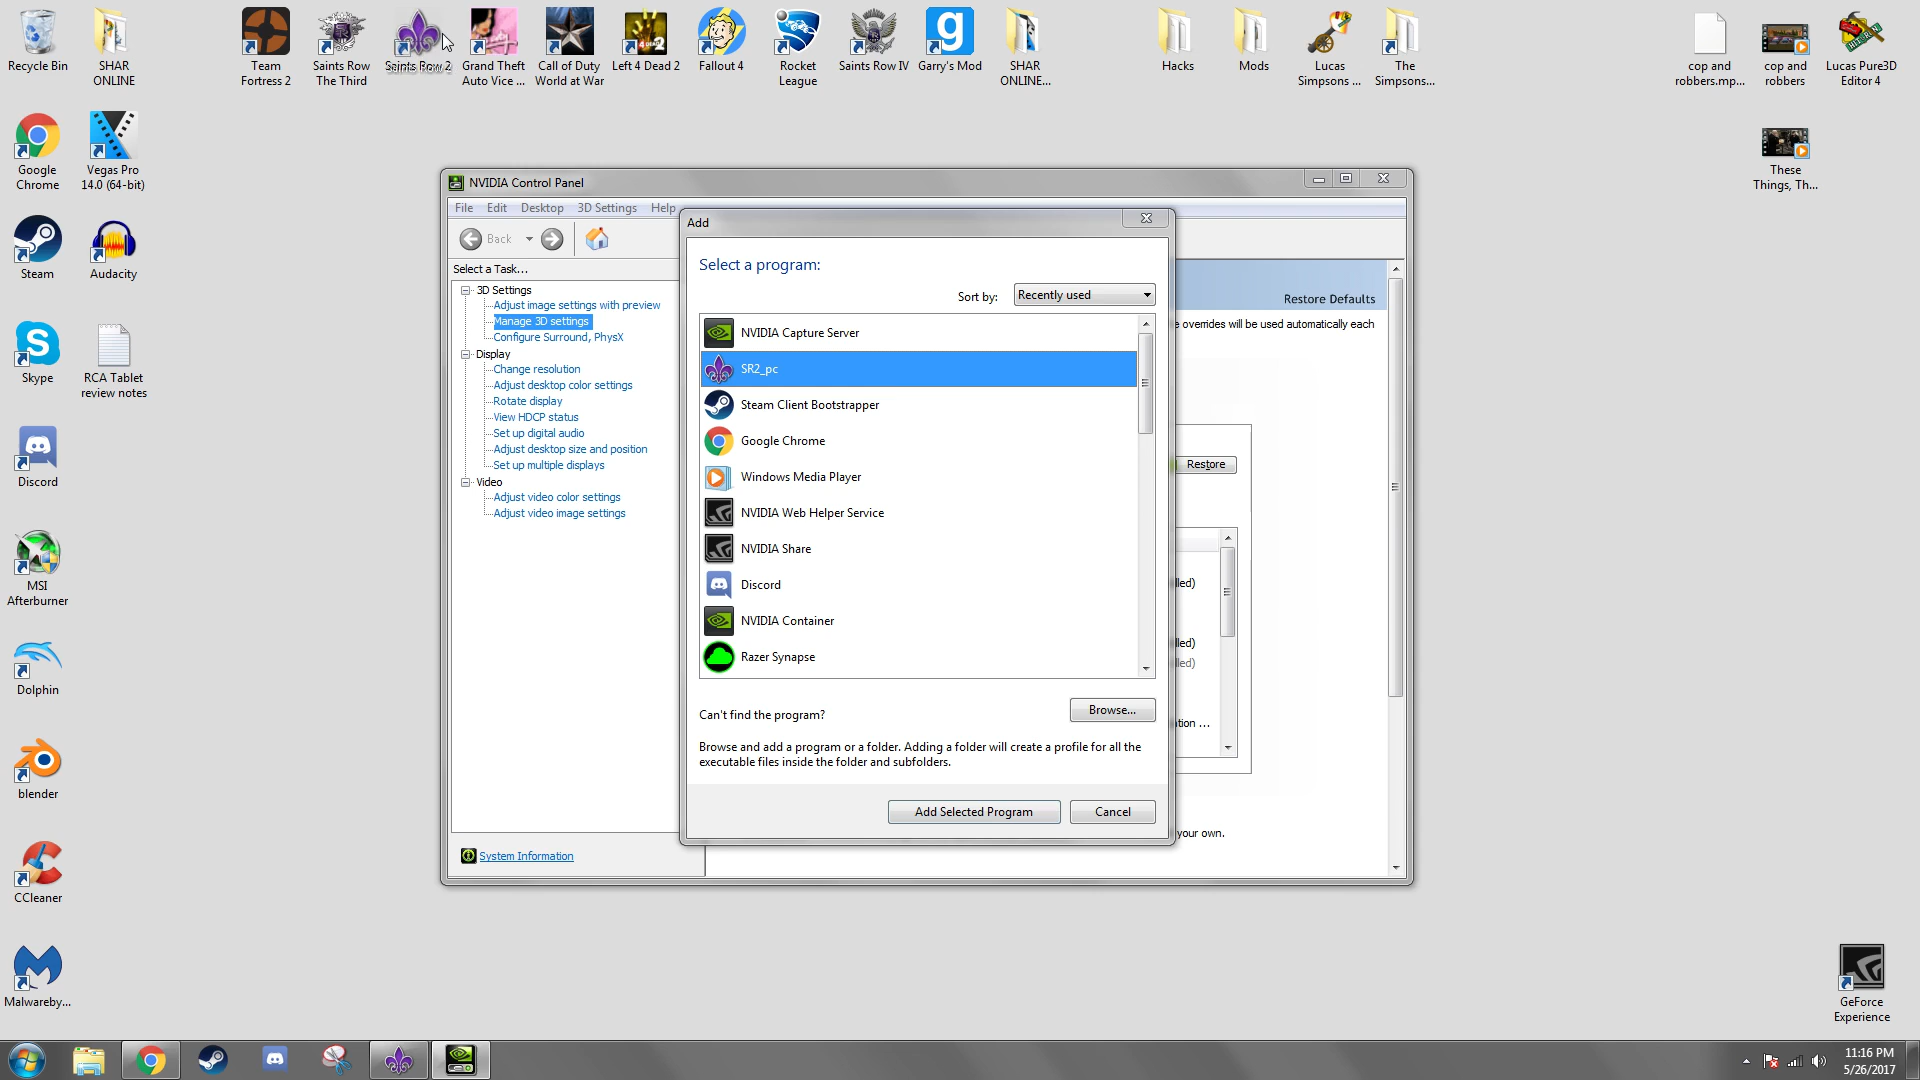 Recycle Bin
SHAR
ONLINE
Team
Fortress 2
Saints Row
The Third
Saints Row 2
Grand Theft
Auto Vice ...
Call of Duty
World at War
Left 4 Dead 2
Fallout 4
Rocket
League
Saints Row IV
Garry's Mod
SHAR
ONLINE...
Hacks
Mods
Lucas
Simpsons ...
The
Simpsons...
cop and
robbers.mp...
cop and
robbers
Lucas Pure3D
Editor 4
Google
Chrome
Vegas Pro
14.0 (64-bit)
These
Things, Th...
Steam
Audacity
Skype
RCA Tablet
review notes
Discord
MSI
Afterburner
Dolphin
blender
CCleaner
Malwareby...
GeForce
Experience
NVIDIA Control Panel
File Edit Desktop 3D Settings Help
Back
Select a Task...
3D Settings
Adjust image settings with preview
Manage 3D settings
Configure Surround, PhysX
Display
Change resolution
Adjust desktop color settings
Rotate display
View HDCP status
Set up digital audio
Adjust desktop size and position
Set up multiple displays
Video
Adjust video color settings
Adjust video image settings
System Information
Restore Defaults
overrides will be used automatically each
Restore
lled)
lled)
lled)
tion ...
your own.
Add
Select a program:
Sort by: Recently used
NVIDIA Capture Server
SR2_pc
Steam Client Bootstrapper
Google Chrome
Windows Media Player
NVIDIA Web Helper Service
NVIDIA Share
Discord
NVIDIA Container
Razer Synapse
Can't find the program?
Browse...
Browse and add a program or a folder. Adding a folder will create a profile for all the
executable files inside the folder and subfolders.
Add Selected Program
Cancel
11:16 PM
5/26/2017